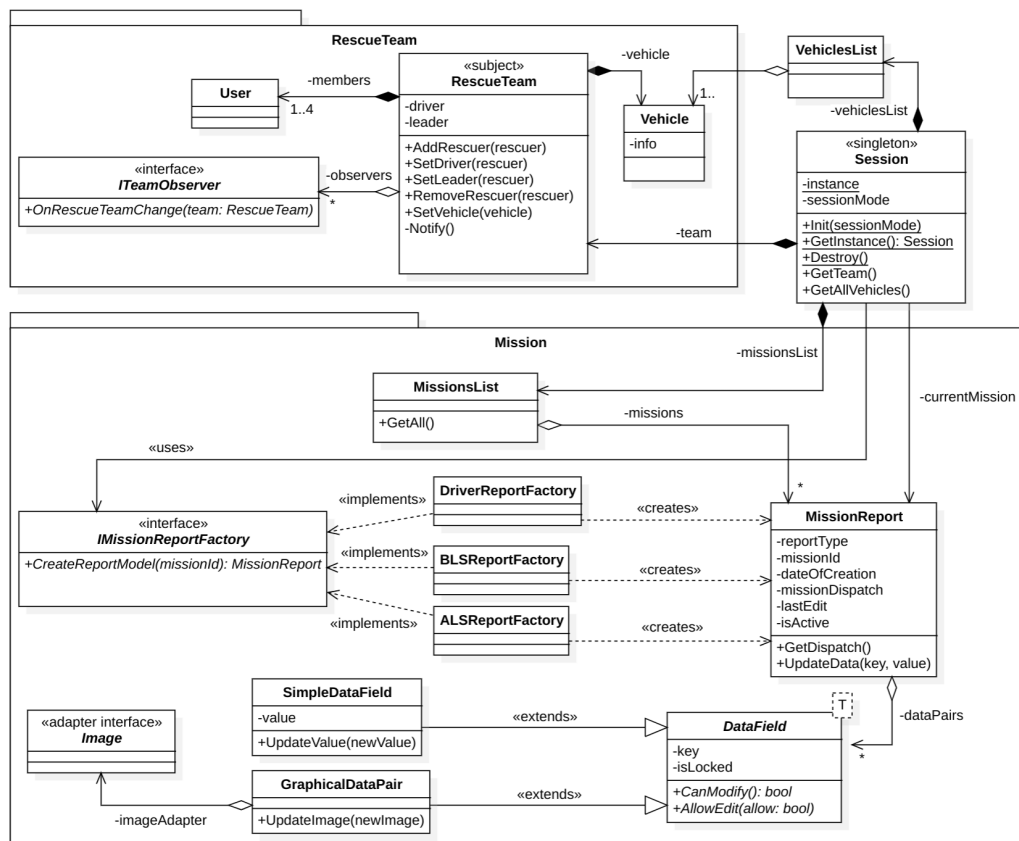 RescueTeam
User
-members
1..4
«subject»
RescueTeam
-driver
-leader
+AddRescuer(rescuer)
+SetDriver(rescuer)
+SetLeader(rescuer)
+RemoveRescuer(rescuer)
+SetVehicle(vehicle)
-Notify()
-vehicle
1..
Vehicle
-info
VehiclesList
-vehiclesList
«interface»
ITeamObserver
+OnRescueTeamChange(team: RescueTeam)
-observers
*
-team
«singleton»
Session
-instance
-sessionMode
+Init(sessionMode)
+GetInstance(): Session
+Destroy()
+GetTeam()
+GetAllVehicles()
Mission
-missionsList
MissionsList
+GetAll()
-missions
*
-currentMission
«uses»
«interface»
IMissionReportFactory
+CreateReportModel(missionId): MissionReport
«implements»
DriverReportFactory
«creates»
«implements»
BLSReportFactory
«creates»
«implements»
ALSReportFactory
«creates»
MissionReport
-reportType
-missionId
-dateOfCreation
-missionDispatch
-lastEdit
-isActive
+GetDispatch()
+UpdateData(key, value)
-dataPairs
*
«adapter interface»
Image
-imageAdapter
SimpleDataField
-value
+UpdateValue(newValue)
«extends»
GraphicalDataPair
+UpdateImage(newImage)
«extends»
T
DataField
-key
-isLocked
+CanModify(): bool
+AllowEdit(allow: bool)